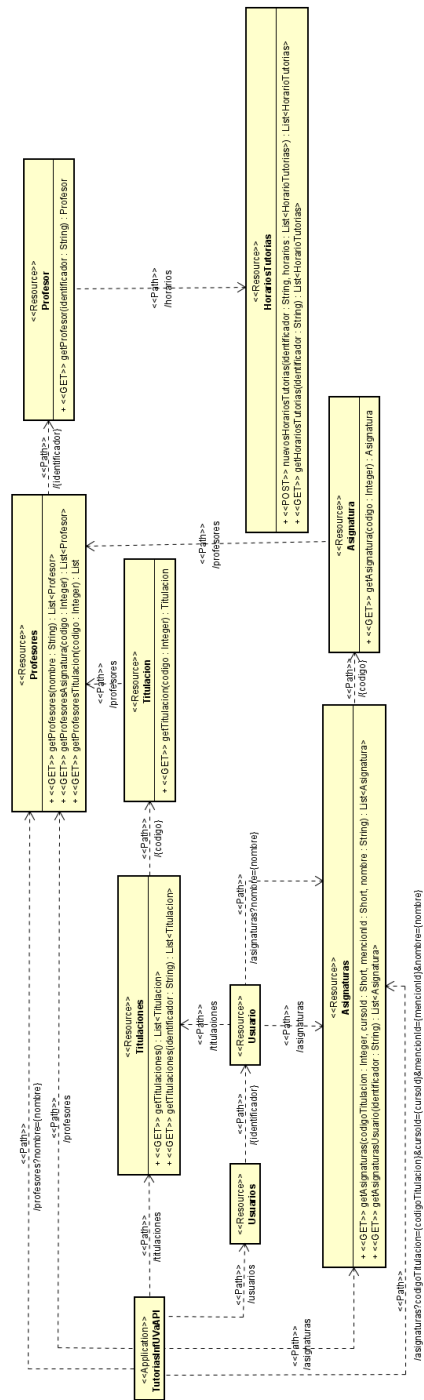 <<Application>>
TutoriasInfUVaAPI
<<Path>>
/profesores?nombre={nombre}
<<Path>>
/profesores
<<Path>>
/titulaciones
<<Path>>
/usuarios
<<Path>>
/asignaturas
<<Path>>
/asignaturas?codigoTitulacion={codigoTitulacion}&cursoId={cursoId}&mencionId={mencionId}&nombre={nombre}
<<Resource>>
Usuarios
<<Path>>
/{identificador}
<<Resource>>
Usuario
<<Path>>
/titulaciones
<<Path>>
/asignaturas
<<Path>>
/asignaturas?nombre={nombre}
<<Resource>>
Titulaciones
+ <<GET>> getTitulaciones() : List<Titulacion>
+ <<GET>> getTitulaciones(identificador : String) : List<Titulacion>
<<Path>>
/{codigo}
<<Resource>>
Titulacion
+ <<GET>> getTitulacion(codigo : Integer) : Titulacion
<<Path>>
/profesores
<<Resource>>
Asignaturas
+ <<GET>> getAsignaturas(codigoTitulacion : Integer, cursoId : Short, mencionId : Short, nombre : String) : List<Asignatura>
+ <<GET>> getAsignaturasUsuario(identificador : String) : List<Asignatura>
<<Path>>
/{codigo}
<<Resource>>
Asignatura
+ <<GET>> getAsignatura(codigo : Integer) : Asignatura
<<Path>>
/profesores
<<Resource>>
Profesores
+ <<GET>> getProfesores(nombre : String) : List<Profesor>
+ <<GET>> getProfesoresAsignatura(codigo : Integer) : List<Profesor>
+ <<GET>> getProfesoresTitulacion(codigo : Integer) : List
<<Path>>
/{identificador}
<<Resource>>
Profesor
+ <<GET>> getProfesor(identificador : String) : Profesor
<<Path>>
/horarios
<<Resource>>
HorariosTutorias
+ <<POST>> nuevosHorariosTutorias(identificador : String, horarios : List<HorarioTutorias>) : List<HorarioTutorias>
+ <<GET>> getHorariosTutorias(identificador : String) : List<HorarioTutorias>